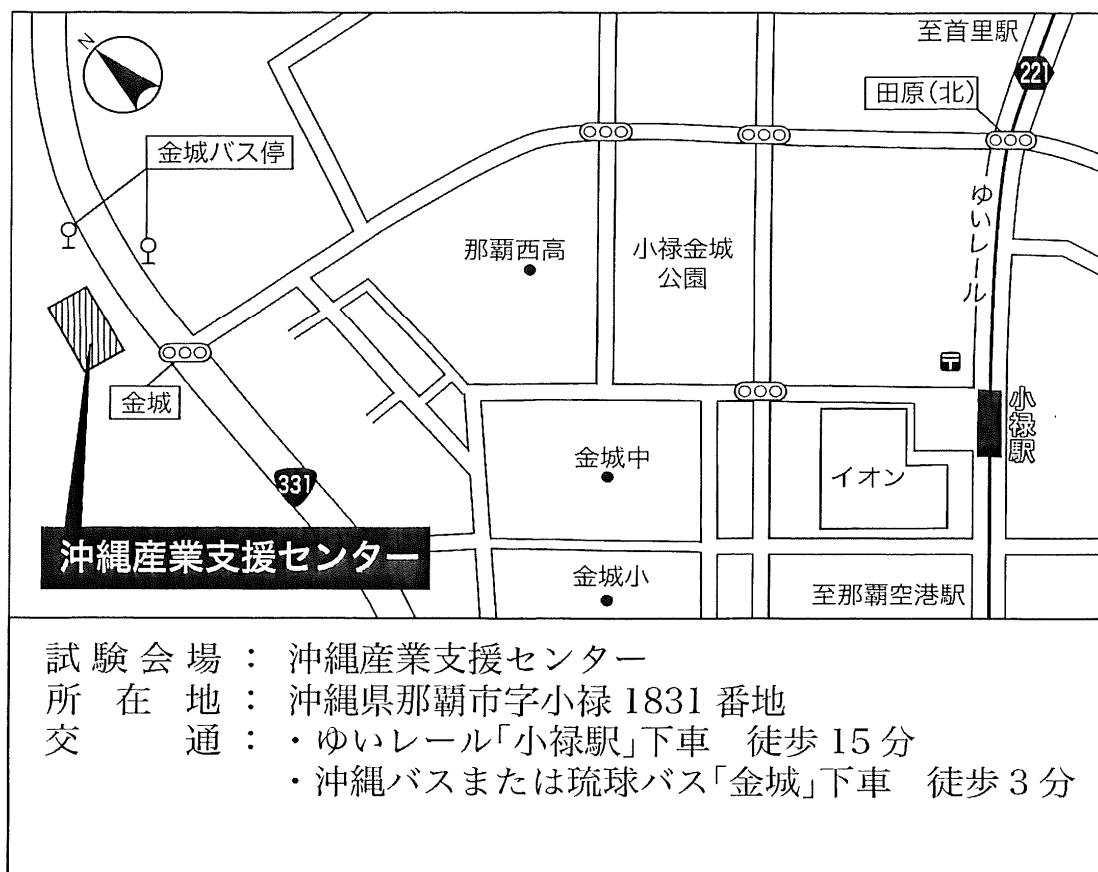 至首里駅
221
N
田原(北)
金城バス停
ゆいレール
那覇西高
小禄金城
公園
〒
金城
小禄駅
金城中
イオン
331
沖縄産業支援センター
金城小
至那覇空港駅
試験会場：沖縄産業支援センター
所在地：沖縄県那覇市字小禄1831番地
交通：・ゆいレール「小禄駅」下車　徒歩15分
・沖縄バスまたは琉球バス「金城」下車　徒歩3分